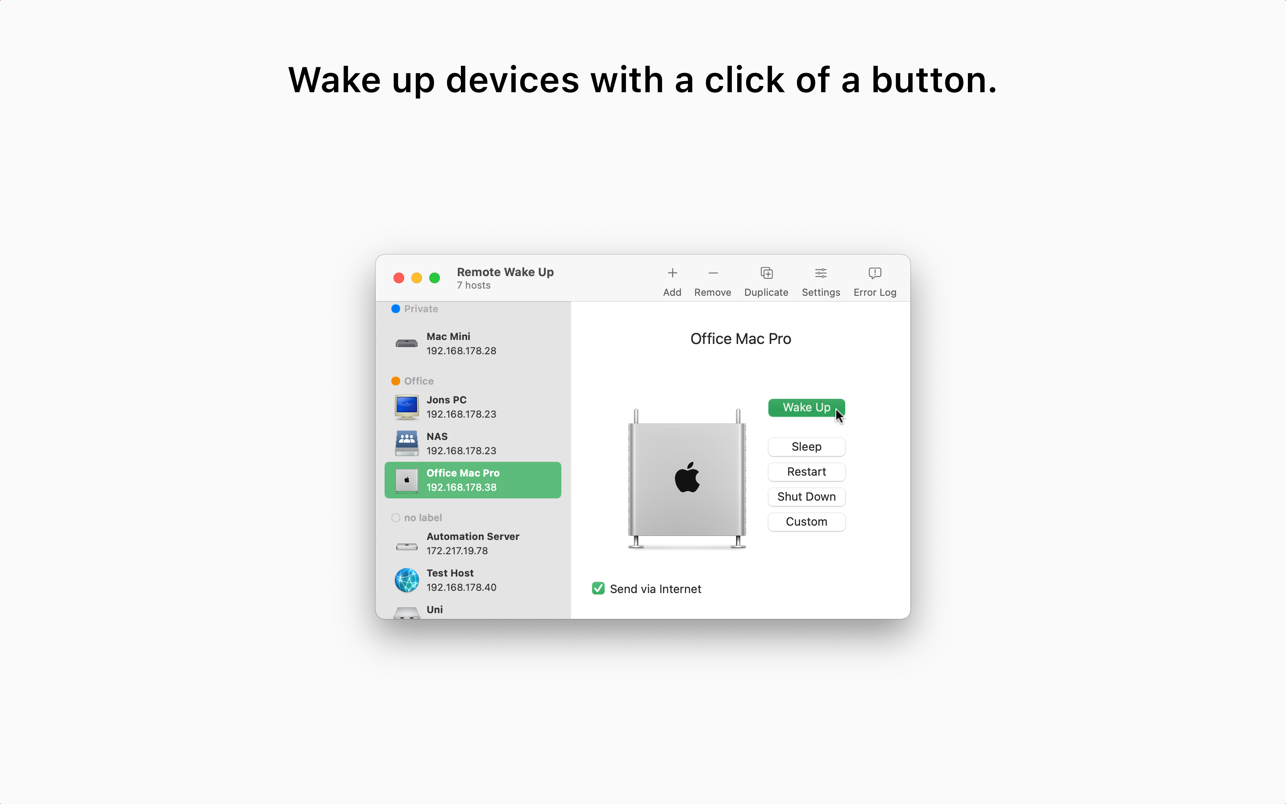 Wake up devices with a click of a button.
Remote Wake Up
7 hosts
Add
Remove
Duplicate
Settings
Error Log
Private
Mac Mini
192.168.178.28
Office
Jons PC
192.168.178.23
NAS
192.168.178.23
Office Mac Pro
192.168.178.38
no label
Automation Server
172.217.19.78
Test Host
192.168.178.40
Uni
Office Mac Pro
Wake Up
Sleep
Restart
Shut Down
Custom
Send via Internet